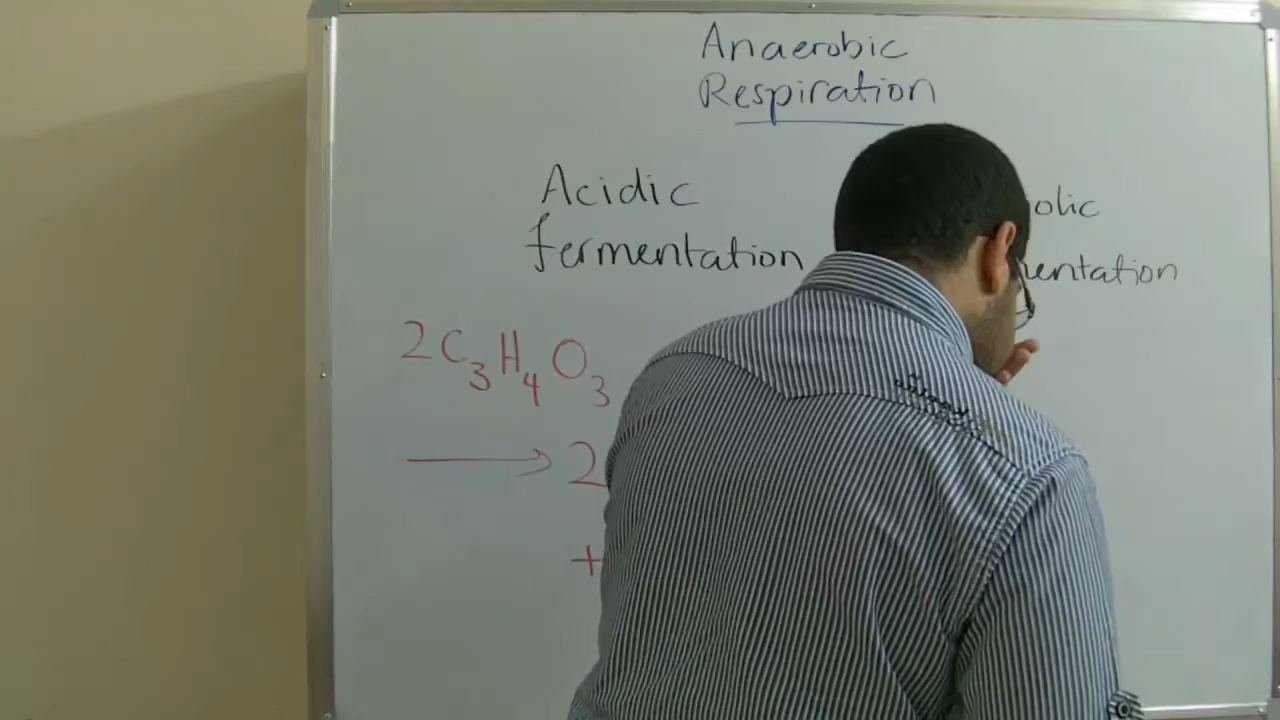 Anaerobic
Respiration
Acidic
fermentation
olic
entation
2C₃H₄O₃
→ 2
+